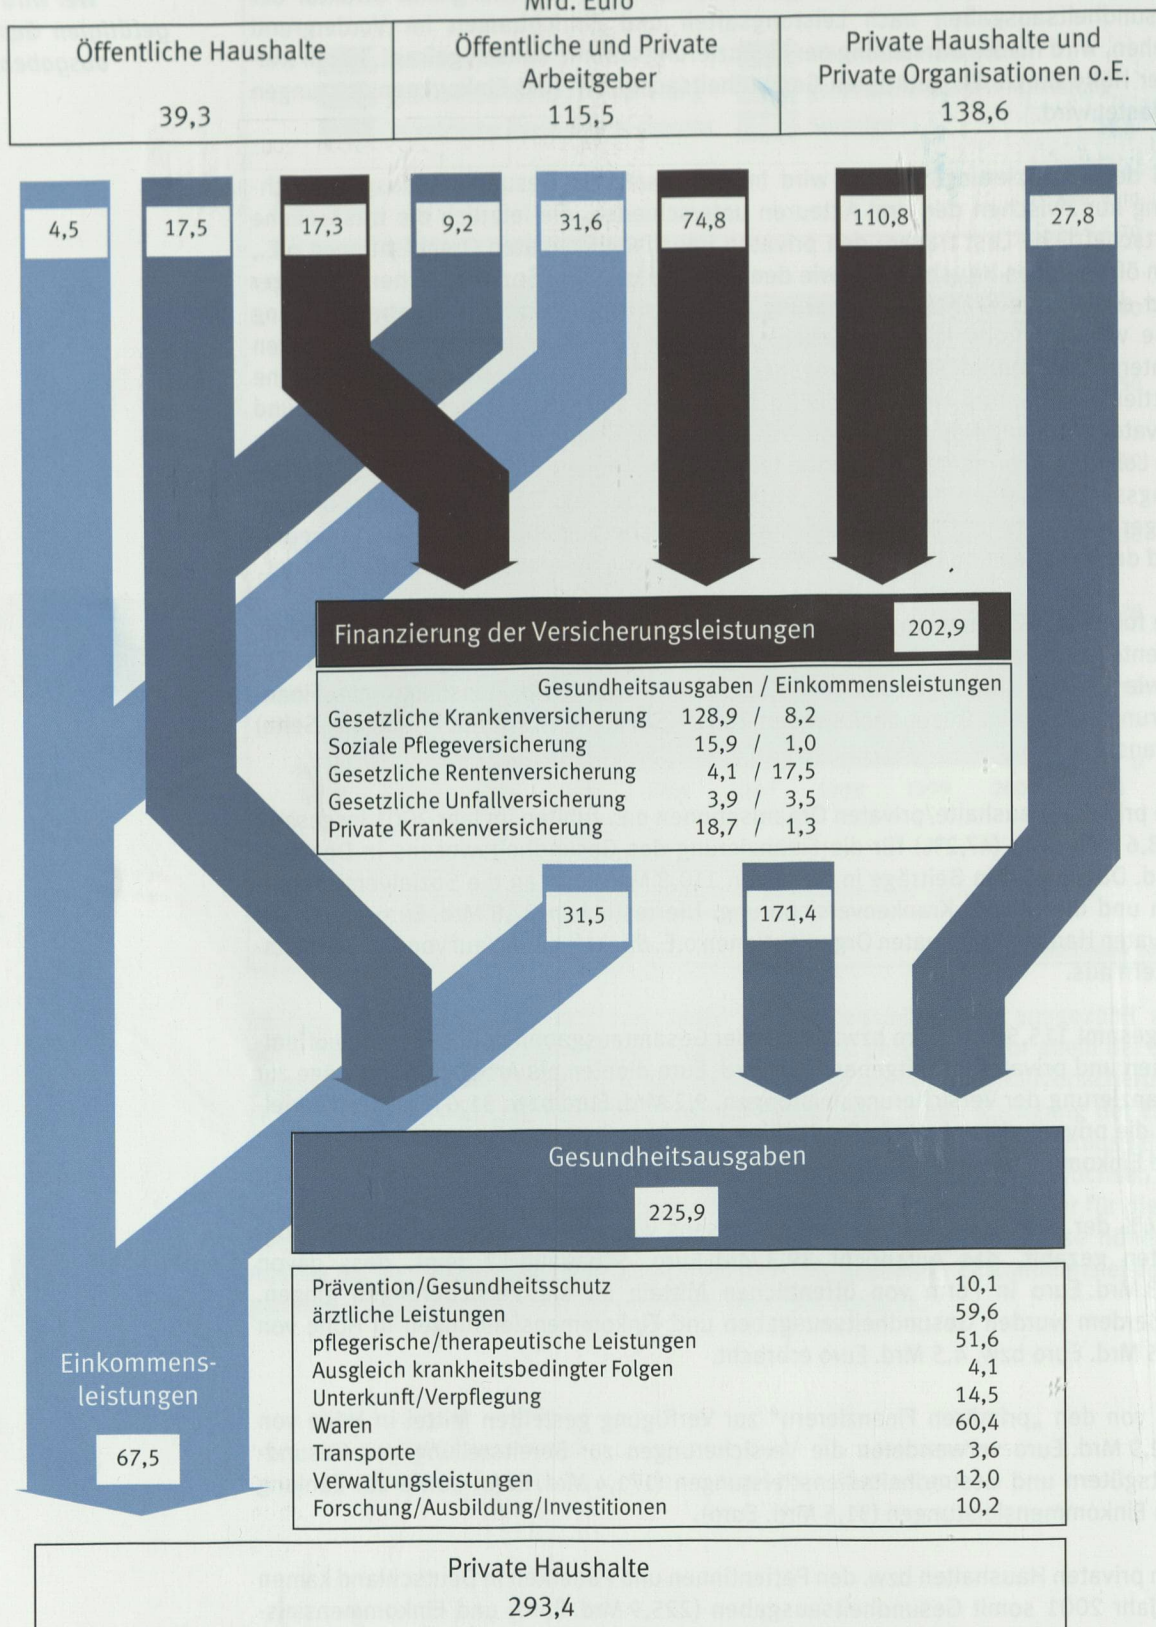 Mrd. Euro
Öffentliche Haushalte
39,3
Öffentliche und Private
Arbeitgeber
115,5
Private Haushalte und
Private Organisationen o.E.
138,6
4,5
17,5
17,3
9,2
31,6
74,8
110,8
27,8
Finanzierung der Versicherungsleistungen 202,9
Gesundheitsausgaben / Einkommensleistungen
Gesetzliche Krankenversicherung 128,9 / 8,2
Soziale Pflegeversicherung 15,9 / 1,0
Gesetzliche Rentenversicherung 4,1 / 17,5
Gesetzliche Unfallversicherung 3,9 / 3,5
Private Krankenversicherung 18,7 / 1,3
31,5
171,4
Gesundheitsausgaben
225,9
Prävention/Gesundheitsschutz 10,1
ärztliche Leistungen 59,6
pflegerische/therapeutische Leistungen 51,6
Ausgleich krankheitsbedingter Folgen 4,1
Unterkunft/Verpflegung 14,5
Waren 60,4
Transporte 3,6
Verwaltungsleistungen 12,0
Forschung/Ausbildung/Investitionen 10,2
Einkommens-
leistungen
67,5
Private Haushalte
293,4